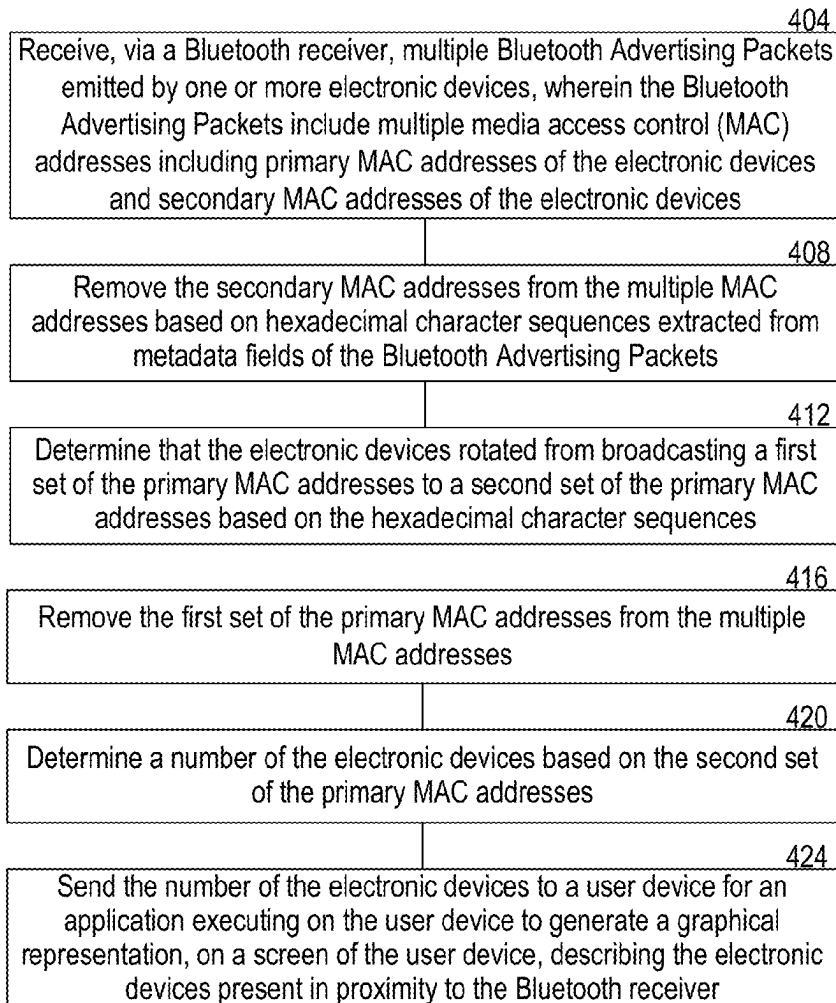 404
Receive, via a Bluetooth receiver, multiple Bluetooth Advertising Packets
emitted by one or more electronic devices, wherein the Bluetooth
Advertising Packets include multiple media access control (MAC)
addresses including primary MAC addresses of the electronic devices
and secondary MAC addresses of the electronic devices
408
Remove the secondary MAC addresses from the multiple MAC
addresses based on hexadecimal character sequences extracted from
metadata fields of the Bluetooth Advertising Packets
412
Determine that the electronic devices rotated from broadcasting a first
set of the primary MAC addresses to a second set of the primary MAC
addresses based on the hexadecimal character sequences
416
Remove the first set of the primary MAC addresses from the multiple
MAC addresses
420
Determine a number of the electronic devices based on the second set
of the primary MAC addresses
424
Send the number of the electronic devices to a user device for an
application executing on the user device to generate a graphical
representation, on a screen of the user device, describing the electronic
devices present in proximity to the Bluetooth receiver